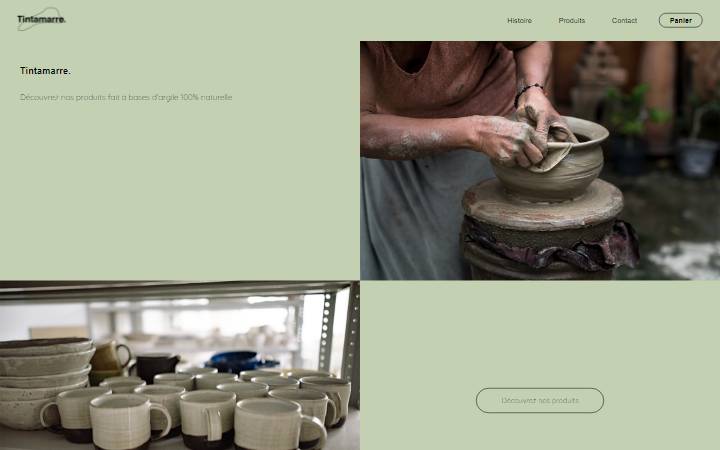 Tintamarre.
Histoire
Produits
Contact
Panier
Tintamarre.
Découvrez nos produits fait à bases d'argile 100% naturelle
Découvrez nos produits